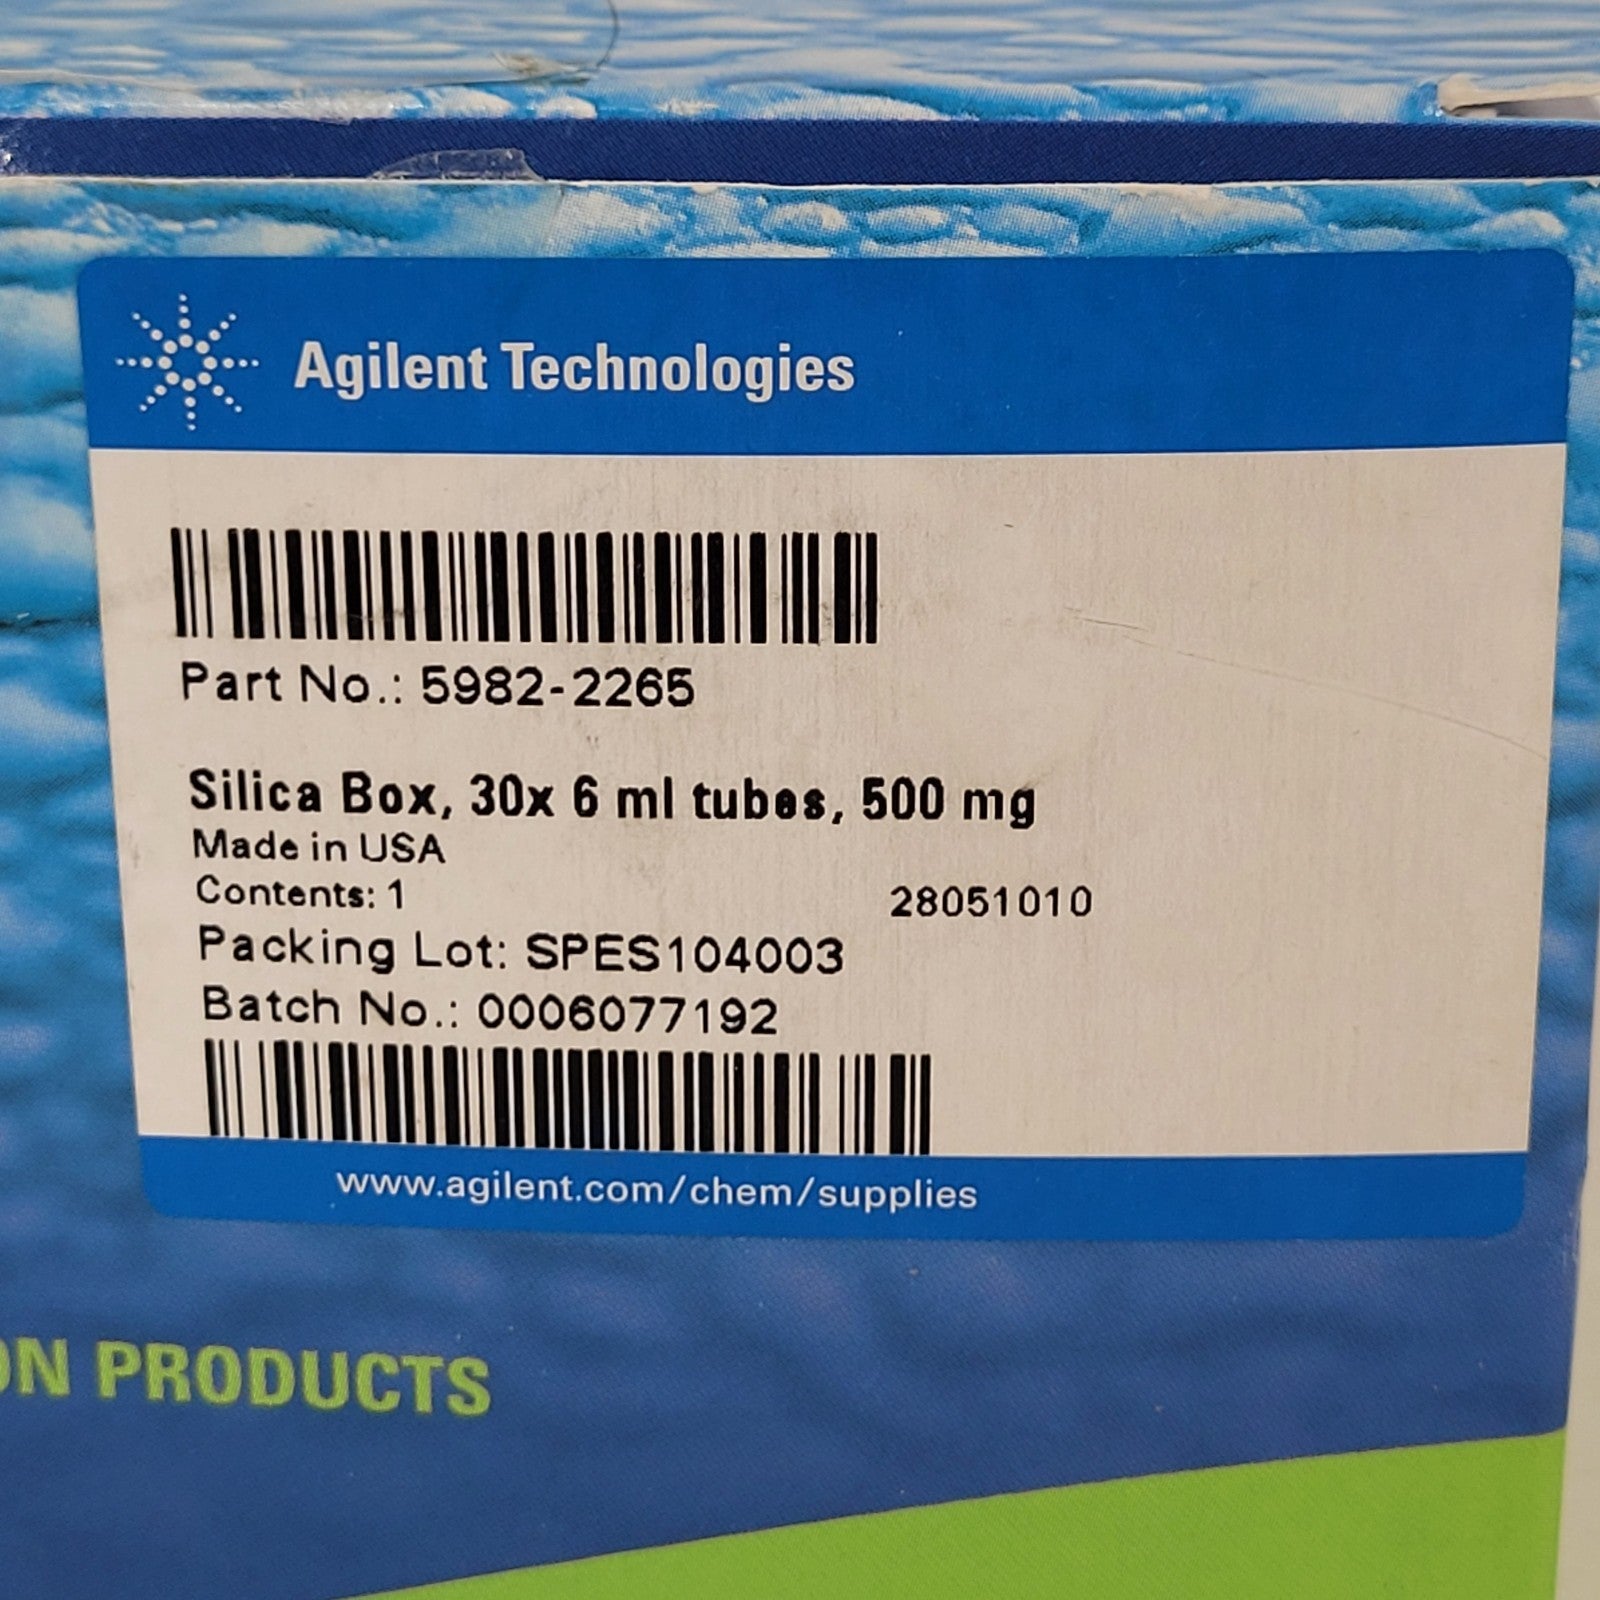 Agilent Technologies
Part No.: 5982-2265
Silica Box, 30x 6 ml tubes, 500 mg
Made in USA
Contents: 1 28051010
Packing Lot: SPES104003
Batch No.: 0006077192
www.agilent.com/chem/supplies
PRODUCTS